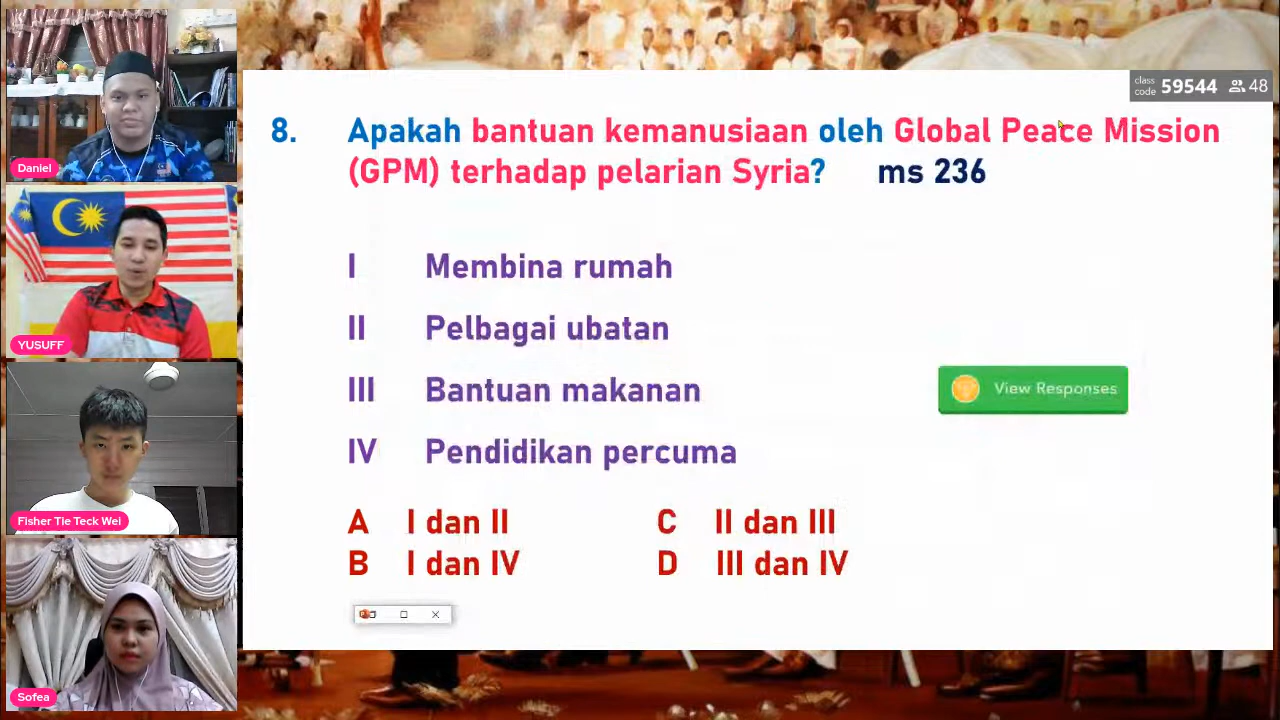 Daniel
YUSUFF
Fisher Tie Teck Wei
Sofea
class code 59544 48
8. Apakah bantuan kemanusiaan oleh Global Peace Mission
(GPM) terhadap pelarian Syria? ms 236
I Membina rumah
II Pelbagai ubatan
III Bantuan makanan
IV Pendidikan percuma
View Responses
A I dan II C II dan III
B I dan IV D III dan IV